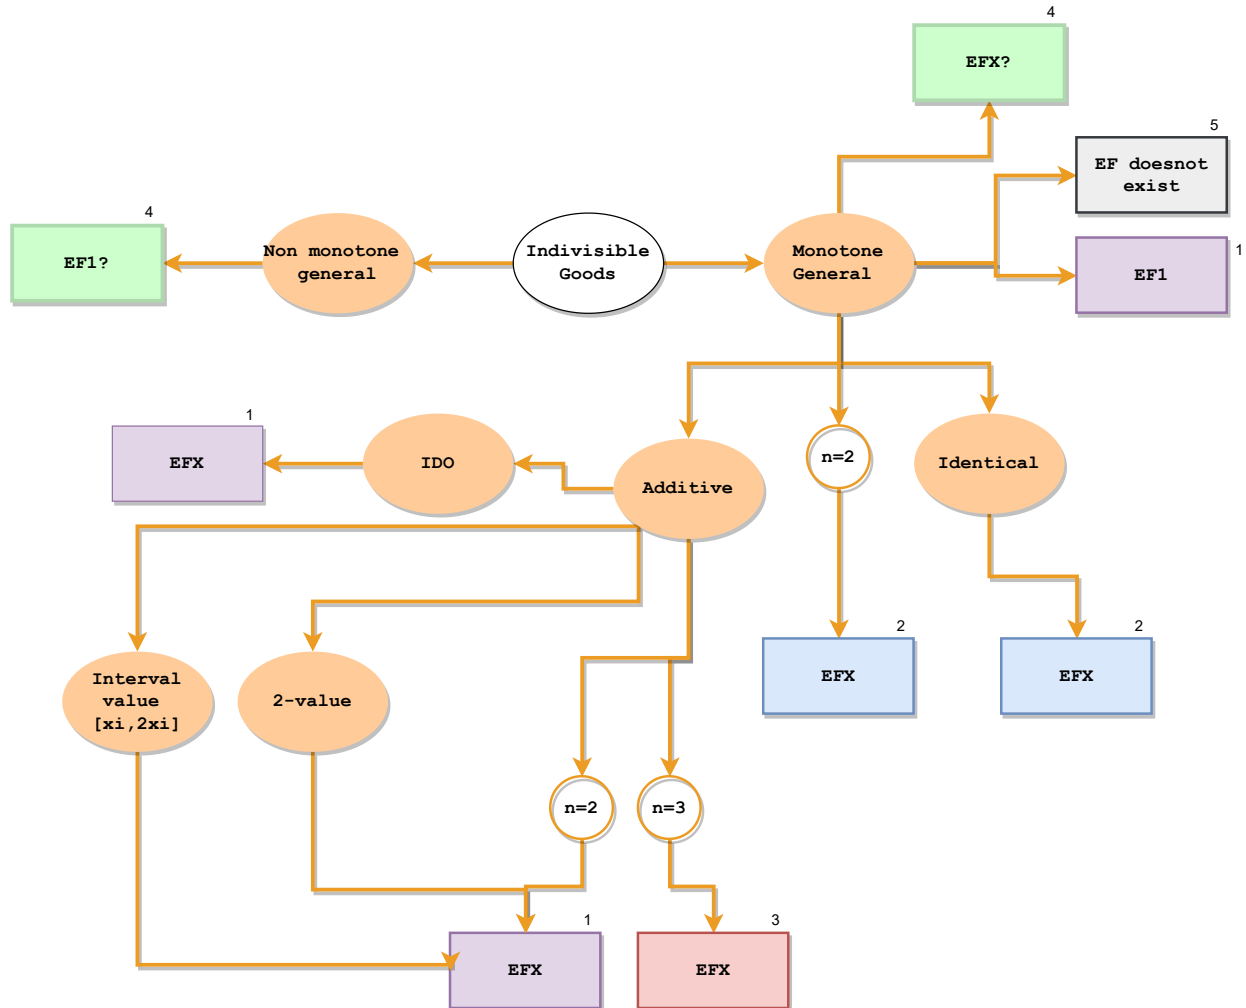 4
EFX?
5
EF doesnot
exist
4
EF1?
Non monotone
general
Indivisible
Goods
Monotone
General
1
EF1
1
EFX
IDO
Additive
n=2
Identical
Interval
value
[xi,2xi]
2-value
2
EFX
2
EFX
n=2
n=3
1
EFX
3
EFX